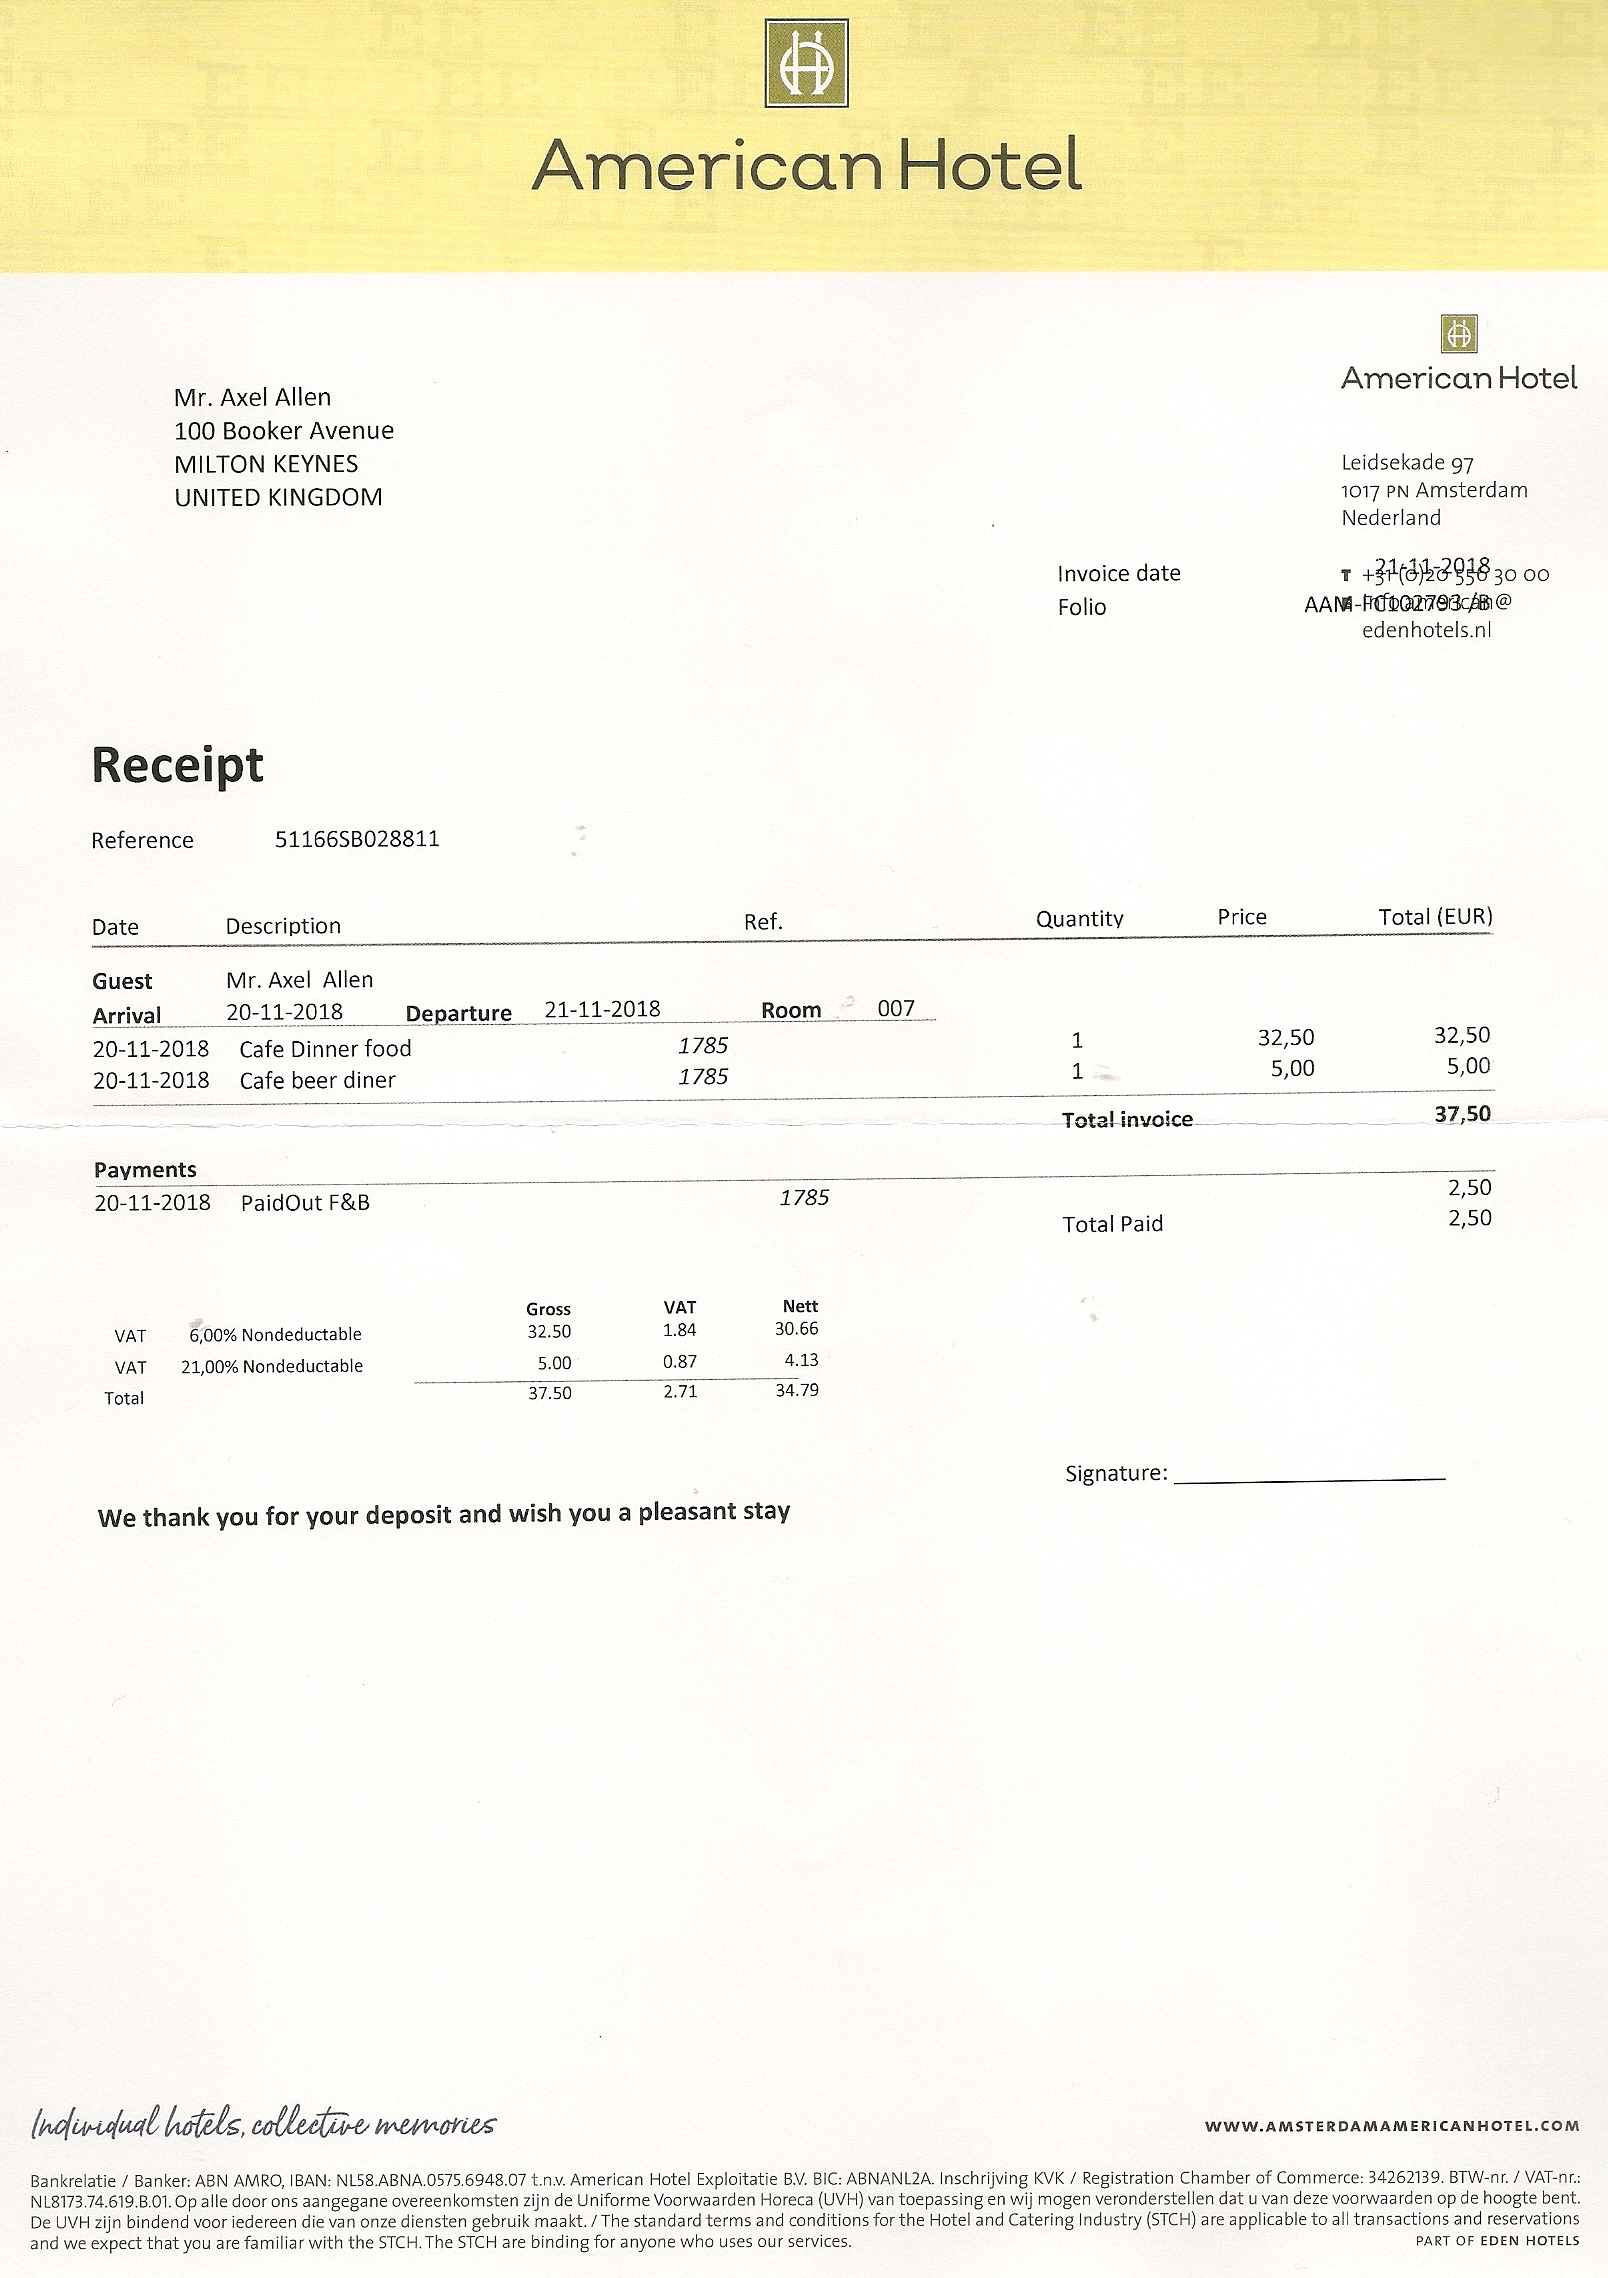 American Hotel
American Hotel
Mr. Axel Allen
100 Booker Avenue
MILTON KEYNES
UNITED KINGDOM
Leidsekade 97
1017 PN Amsterdam
Nederland
Invoice date 21-11-2018
T +31 (0)20 556 30 00
Folio AAM-FC102793 /B
info.american@
edenhotels.nl
Receipt
Reference 51166SB028811
Date Description Ref. Quantity Price Total (EUR)
Guest Mr. Axel Allen
Arrival 20-11-2018 Departure 21-11-2018 Room 007
20-11-2018 Cafe Dinner food 1785 1 32,50 32,50
20-11-2018 Cafe beer diner 1785 1 5,00 5,00
Total invoice 37,50
Payments
20-11-2018 PaidOut F&B 1785 2,50
Total Paid 2,50
Gross VAT Nett
VAT 6,00% Nondeductable 32.50 1.84 30.66
VAT 21,00% Nondeductable 5.00 0.87 4.13
Total 37.50 2.71 34.79
Signature:
We thank you for your deposit and wish you a pleasant stay
Individual hotels, collective memories
WWW.AMSTERDAMAMERICANHOTEL.COM
Bankrelatie / Banker: ABN AMRO, IBAN: NL58.ABNA.0575.6948.07 t.n.v. American Hotel Exploitatie B.V. BIC: ABNANL2A. Inschrijving KVK / Registration Chamber of Commerce: 34262139. BTW-nr. / VAT-nr.:
NL8173.74.619.B.01. Op alle door ons aangegane overeenkomsten zijn de Uniforme Voorwaarden Horeca (UVH) van toepassing en wij mogen veronderstellen dat u van deze voorwaarden op de hoogte bent.
De UVH zijn bindend voor iedereen die van onze diensten gebruik maakt. / The standard terms and conditions for the Hotel and Catering Industry (STCH) are applicable to all transactions and reservations
and we expect that you are familiar with the STCH. The STCH are binding for anyone who uses our services.
PART OF EDEN HOTELS